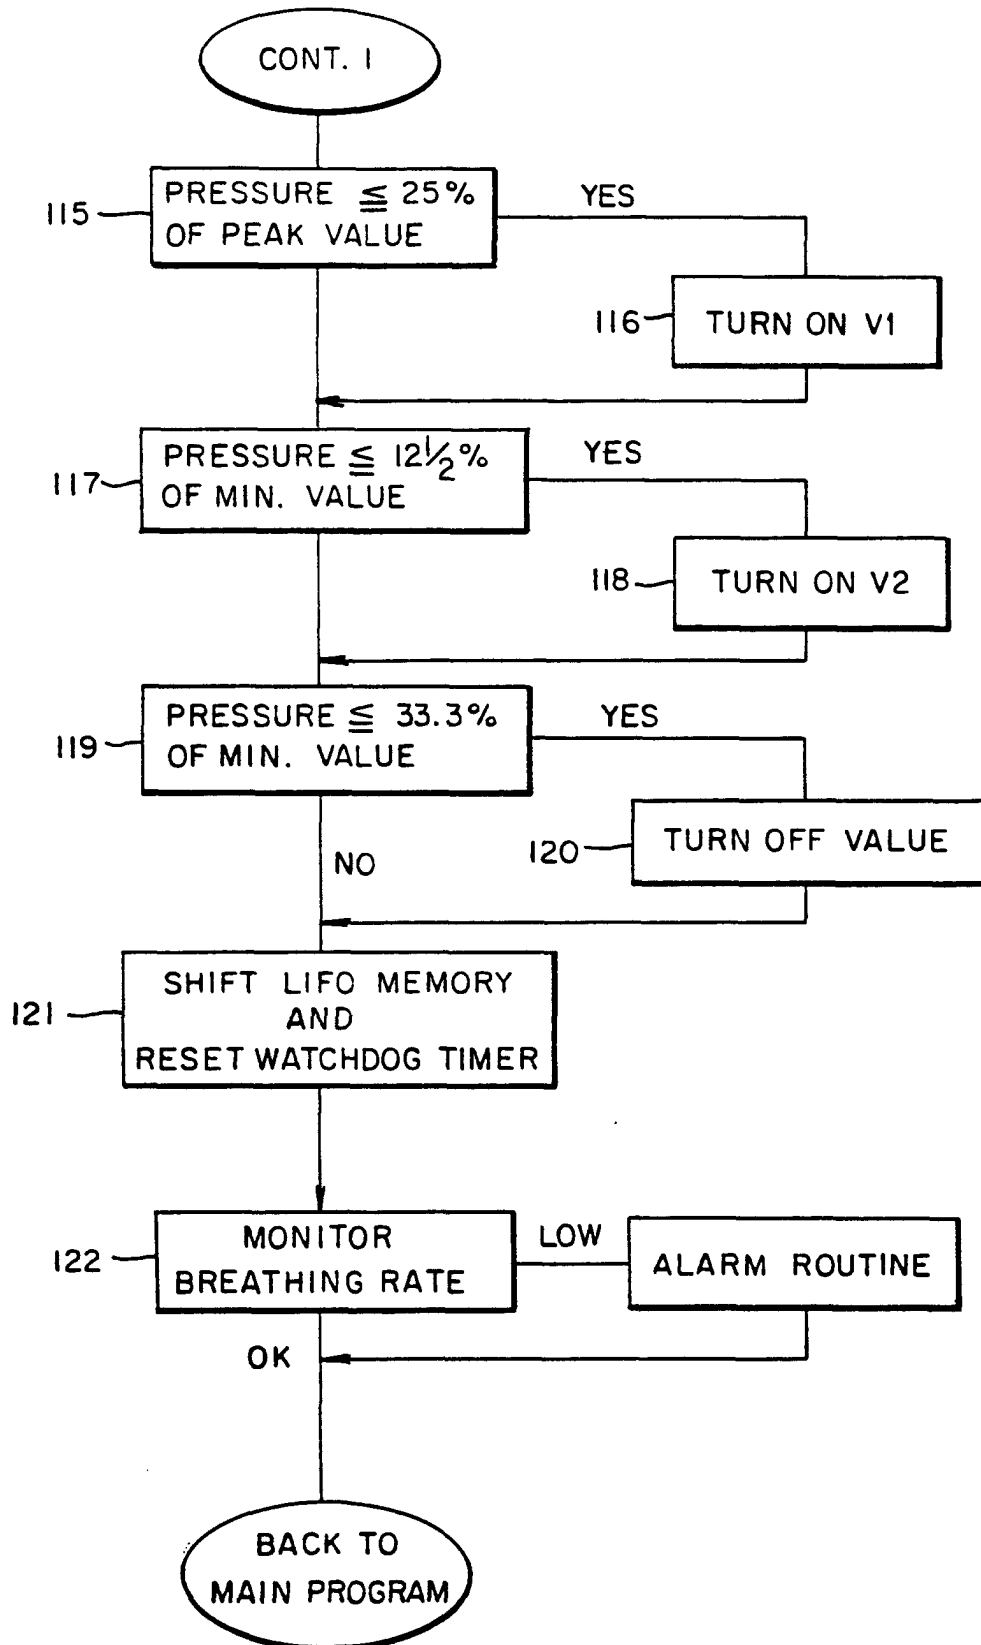 CONT. 1
PRESSURE ≦ 25%
OF PEAK VALUE
115
YES
116
TURN ON V1
PRESSURE ≦ 12½%
OF MIN. VALUE
117
YES
118
TURN ON V2
PRESSURE ≦ 33.3%
OF MIN. VALUE
119
YES
120
TURN OFF VALUE
NO
SHIFT LIFO MEMORY
AND
RESET WATCHDOG TIMER
121
MONITOR
BREATHING RATE
122
LOW
ALARM ROUTINE
OK
BACK TO
MAIN PROGRAM